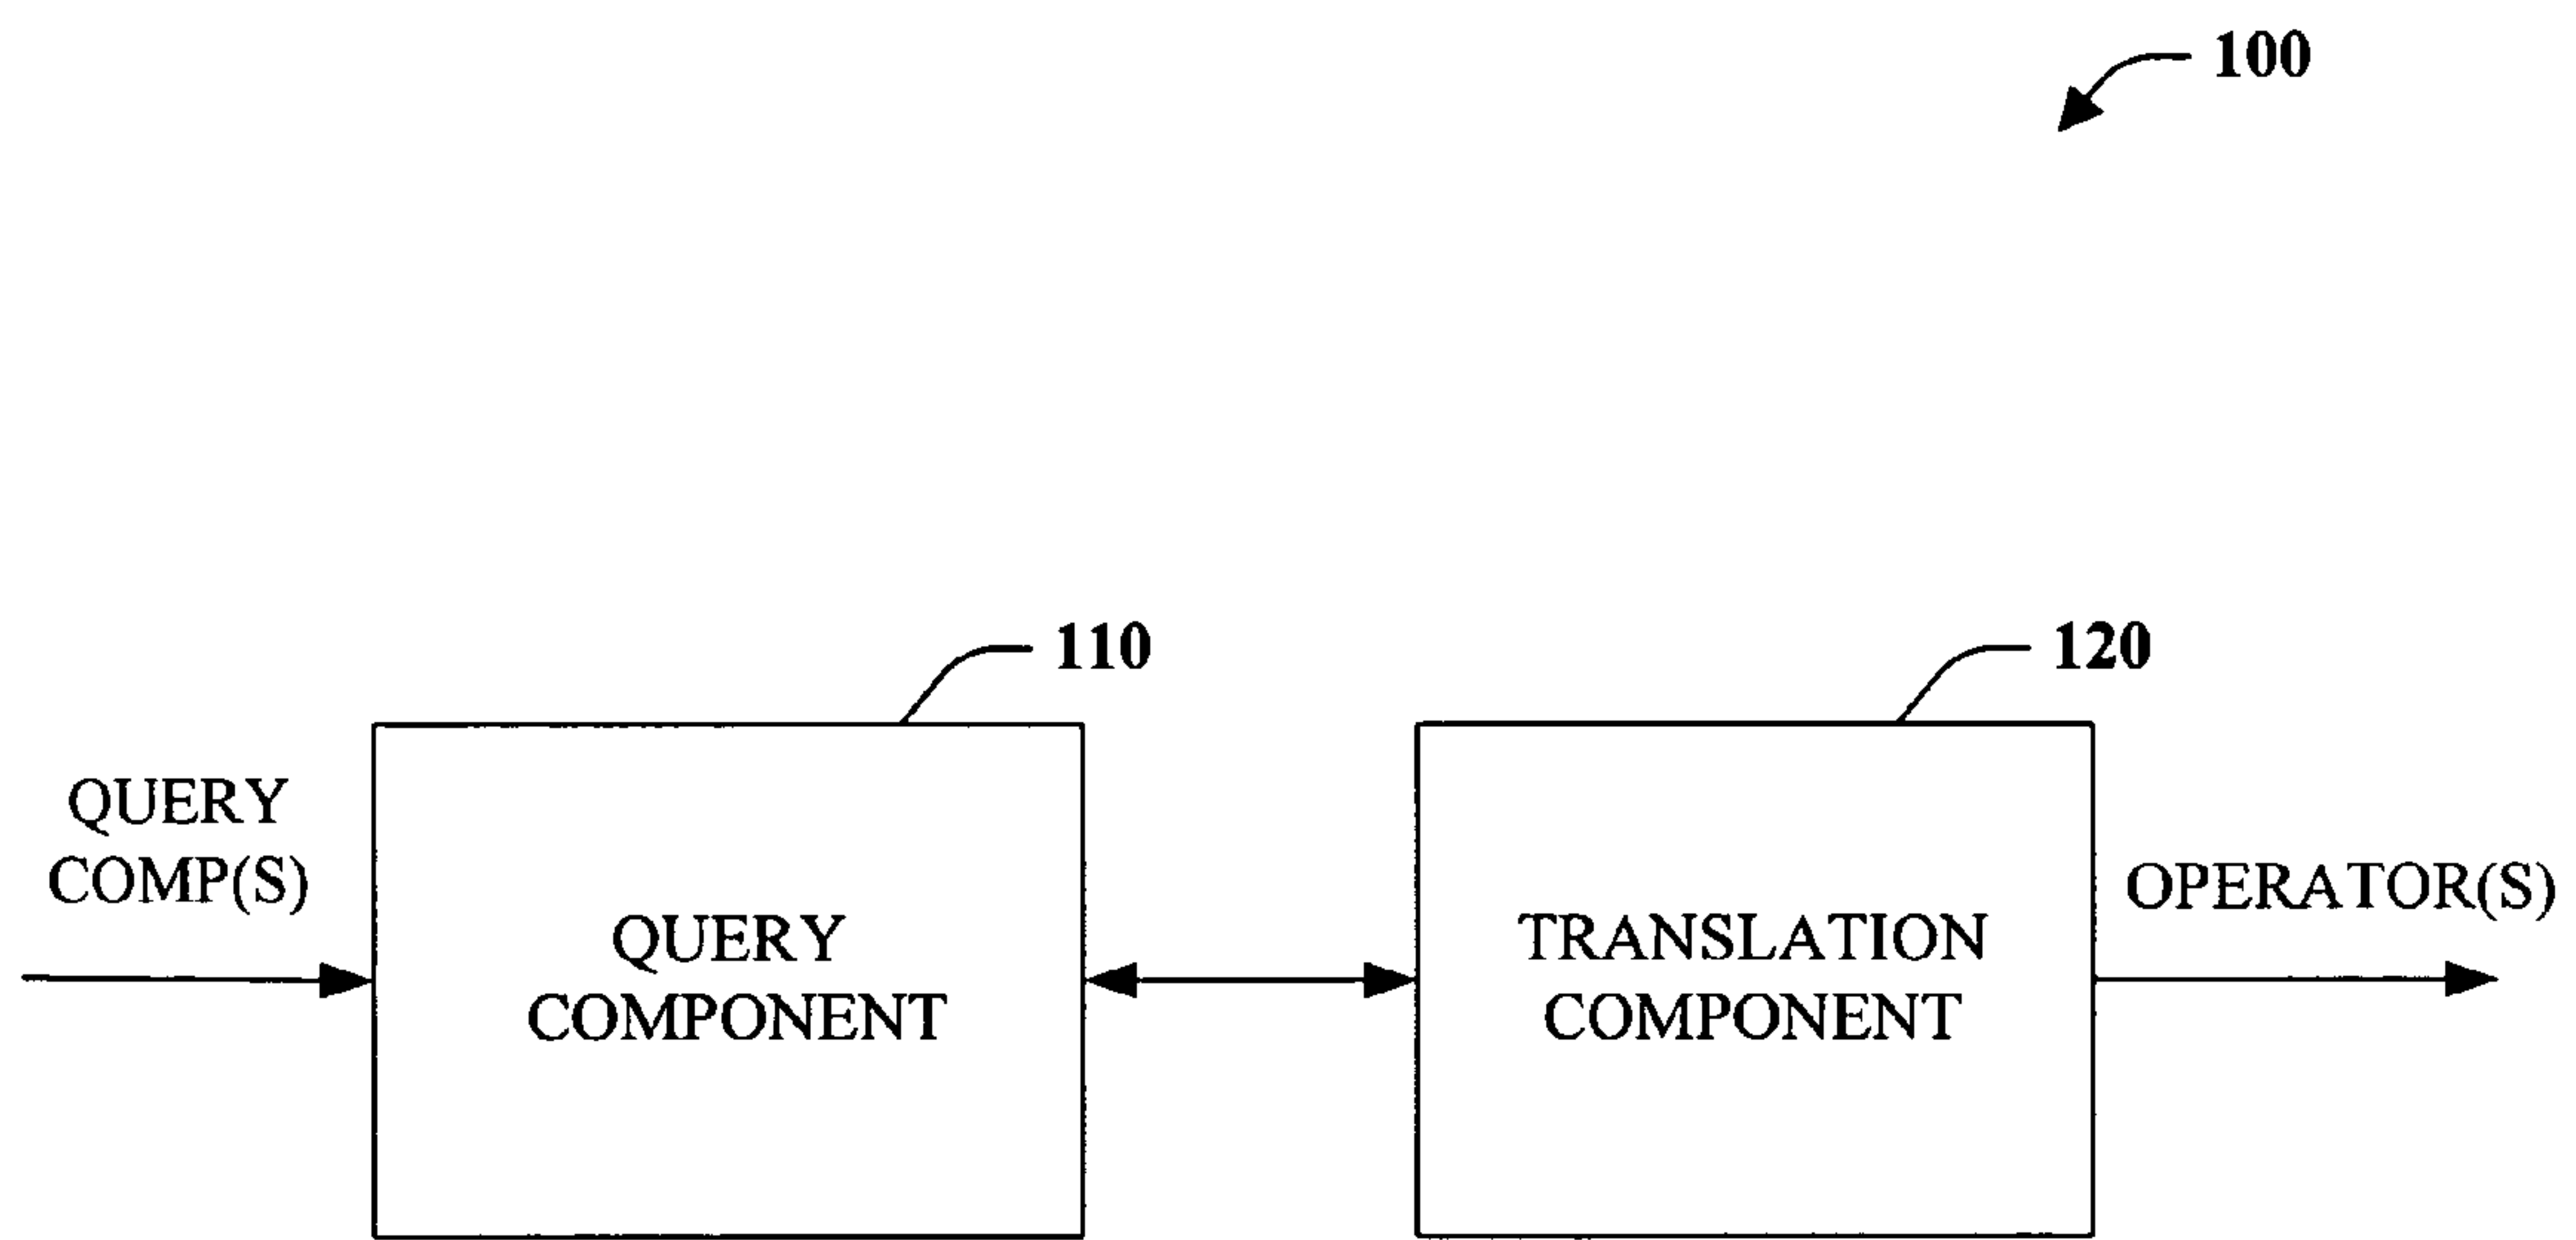 100
110
120
QUERY
COMP(S)
QUERY
COMPONENT
TRANSLATION
COMPONENT
OPERATOR(S)